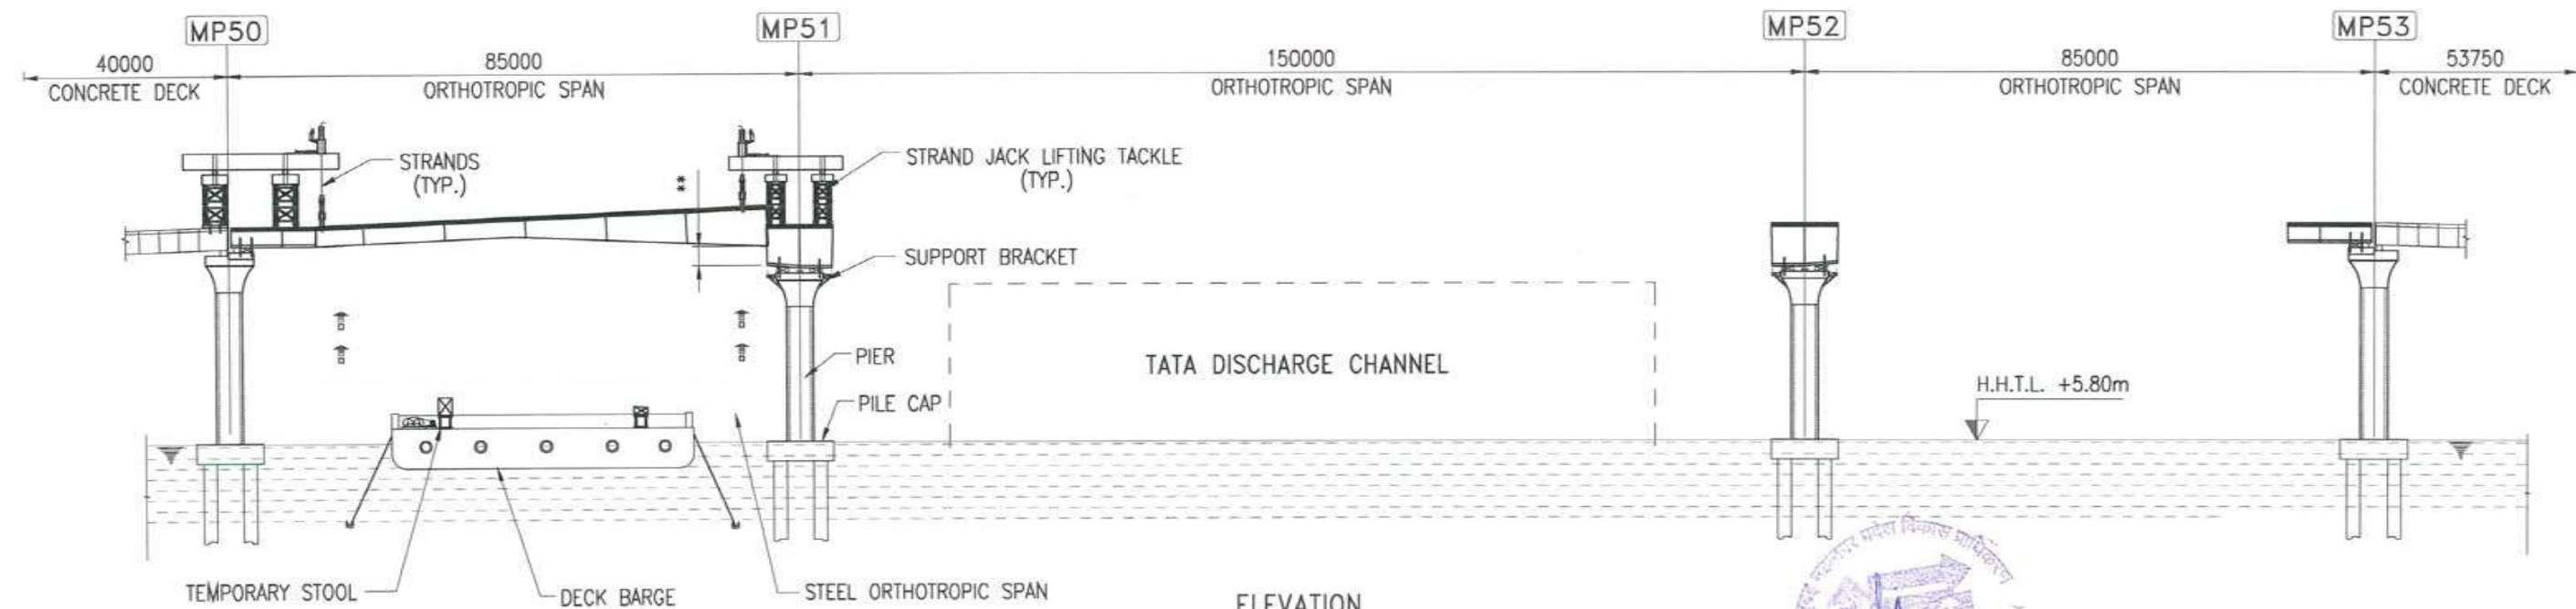 MP50
MP51
MP52
MP53
40000
85000
150000
85000
53750
CONCRETE DECK
ORTHOTROPIC SPAN
ORTHOTROPIC SPAN
ORTHOTROPIC SPAN
CONCRETE DECK
STRANDS
(TYP.)
**
STRAND JACK LIFTING TACKLE
(TYP.)
SUPPORT BRACKET
PIER
TATA DISCHARGE CHANNEL
H.H.T.L. +5.80m
PILE CAP
TEMPORARY STOOL
DECK BARGE
STEEL ORTHOTROPIC SPAN
ELEVATION
प्रदेश विकास प्राधिकरण